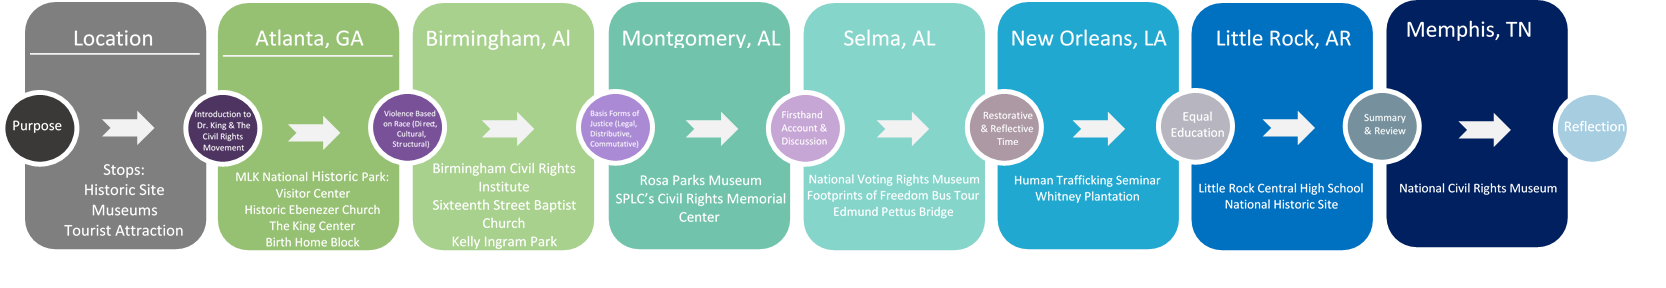 Location
Purpose
Stops:
Historic Site
Museums
Tourist Attraction
Atlanta, GA
Introduction to
Dr. King & The
Civil Rights
Movement
MLK National Historic Park:
Visitor Center
Historic Ebenezer Church
The King Center
Birth Home Block
Birmingham, Al
Violence Based
on Race (Direct,
Cultural,
Structural)
Birmingham Civil Rights
Institute
Sixteenth Street Baptist
Church
Kelly Ingram Park
Montgomery, AL
Basis Forms of
Justice (Legal,
Distributive,
Commutative)
Rosa Parks Museum
SPLC's Civil Rights Memorial
Center
Selma, AL
Firsthand
Account &
Discussion
National Voting Rights Museum
Footprints of Freedom Bus Tour
Edmund Pettus Bridge
New Orleans, LA
Restorative
& Reflective
Time
Human Trafficking Seminar
Whitney Plantation
Little Rock, AR
Equal
Education
Little Rock Central High School
National Historic Site
Memphis, TN
Summary
& Review
National Civil Rights Museum
Reflection